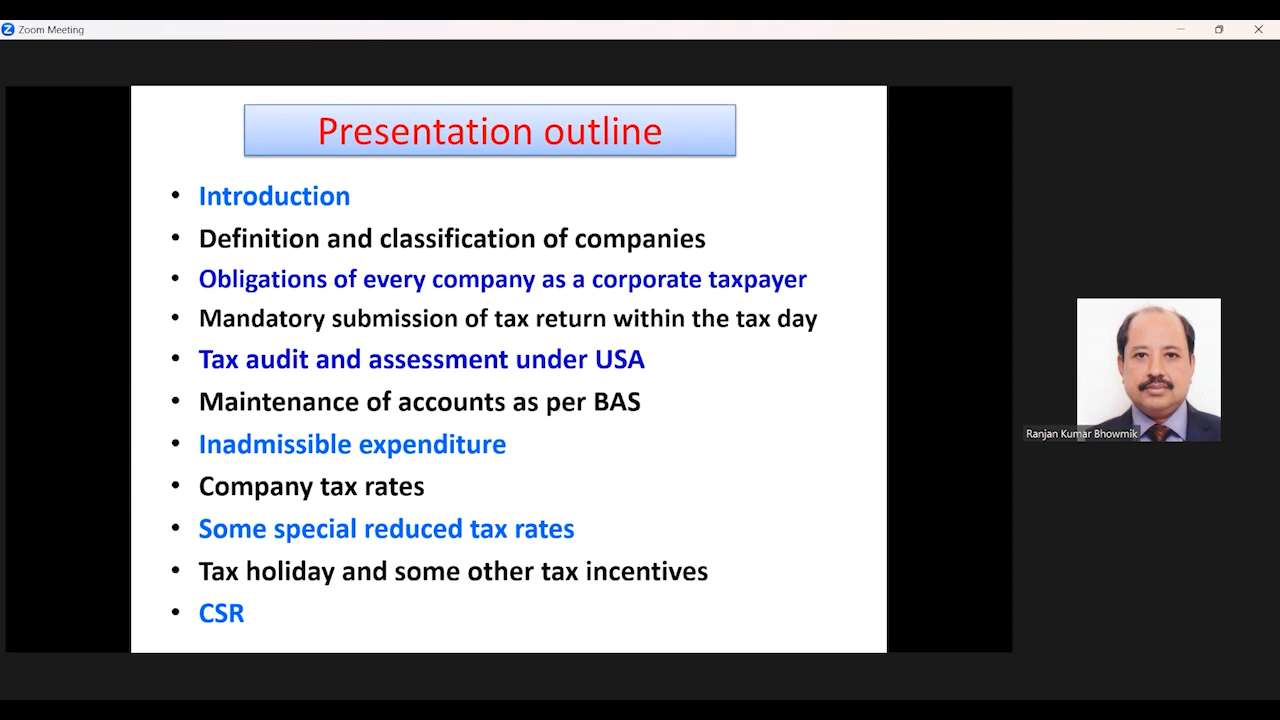 Zoom Meeting
Presentation outline
• Introduction
• Definition and classification of companies
• Obligations of every company as a corporate taxpayer
• Mandatory submission of tax return within the tax day
• Tax audit and assessment under USA
• Maintenance of accounts as per BAS
• Inadmissible expenditure
• Company tax rates
• Some special reduced tax rates
• Tax holiday and some other tax incentives
• CSR
Ranjan Kumar Bhowmik